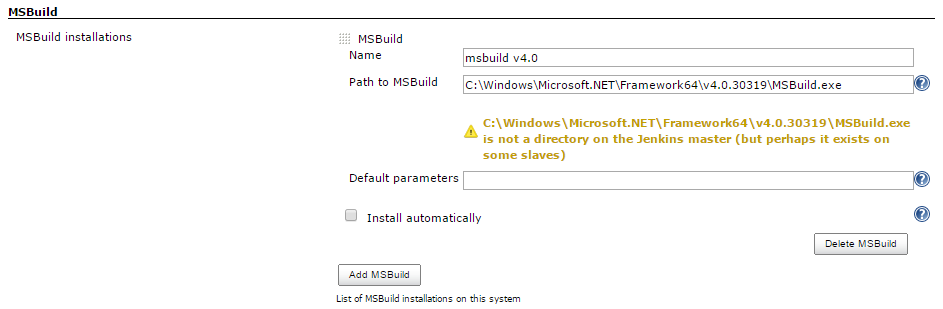 MSBuild
MSBuild installations
MSBuild
Name
msbuild v4.0
Path to MSBuild
C:\Windows\Microsoft.NET\Framework64\v4.0.30319\MSBuild.exe
?
C:\Windows\Microsoft.NET\Framework64\v4.0.30319\MSBuild.exe
is not a directory on the Jenkins master (but perhaps it exists on
some slaves)
Default parameters
?
Install automatically
?
Delete MSBuild
Add MSBuild
List of MSBuild installations on this system